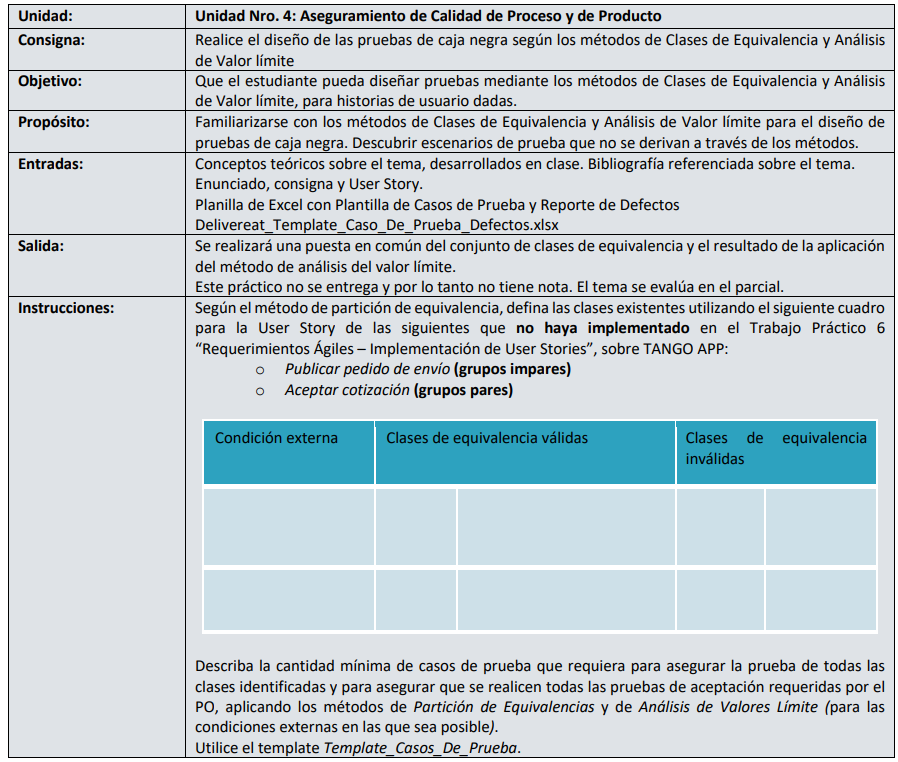 Unidad: Unidad Nro. 4: Aseguramiento de Calidad de Proceso y de Producto
Consigna: Realice el diseño de las pruebas de caja negra según los métodos de Clases de Equivalencia y Análisis
de Valor límite
Objetivo: Que el estudiante pueda diseñar pruebas mediante los métodos de Clases de Equivalencia y Análisis
de Valor límite, para historias de usuario dadas.
Propósito: Familiarizarse con los métodos de Clases de Equivalencia y Análisis de Valor límite para el diseño de
pruebas de caja negra. Descubrir escenarios de prueba que no se derivan a través de los métodos.
Entradas: Conceptos teóricos sobre el tema, desarrollados en clase. Bibliografía referenciada sobre el tema.
Enunciado, consigna y User Story.
Planilla de Excel con Plantilla de Casos de Prueba y Reporte de Defectos
Delivereat_Template_Caso_De_Prueba_Defectos.xlsx
Salida: Se realizará una puesta en común del conjunto de clases de equivalencia y el resultado de la aplicación
del método de análisis del valor límite.
Este práctico no se entrega y por lo tanto no tiene nota. El tema se evalúa en el parcial.
Instrucciones: Según el método de partición de equivalencia, defina las clases existentes utilizando el siguiente cuadro
para la User Story de las siguientes que no haya implementado en el Trabajo Práctico 6
“Requerimientos Ágiles – Implementación de User Stories”, sobre TANGO APP:
o Publicar pedido de envío (grupos impares)
o Aceptar cotización (grupos pares)
Condición externa Clases de equivalencia válidas Clases de equivalencia
inválidas
Describa la cantidad mínima de casos de prueba que requiera para asegurar la prueba de todas las
clases identificadas y para asegurar que se realicen todas las pruebas de aceptación requeridas por el
PO, aplicando los métodos de Partición de Equivalencias y de Análisis de Valores Límite (para las
condiciones externas en las que sea posible).
Utilice el template Template_Casos_De_Prueba.